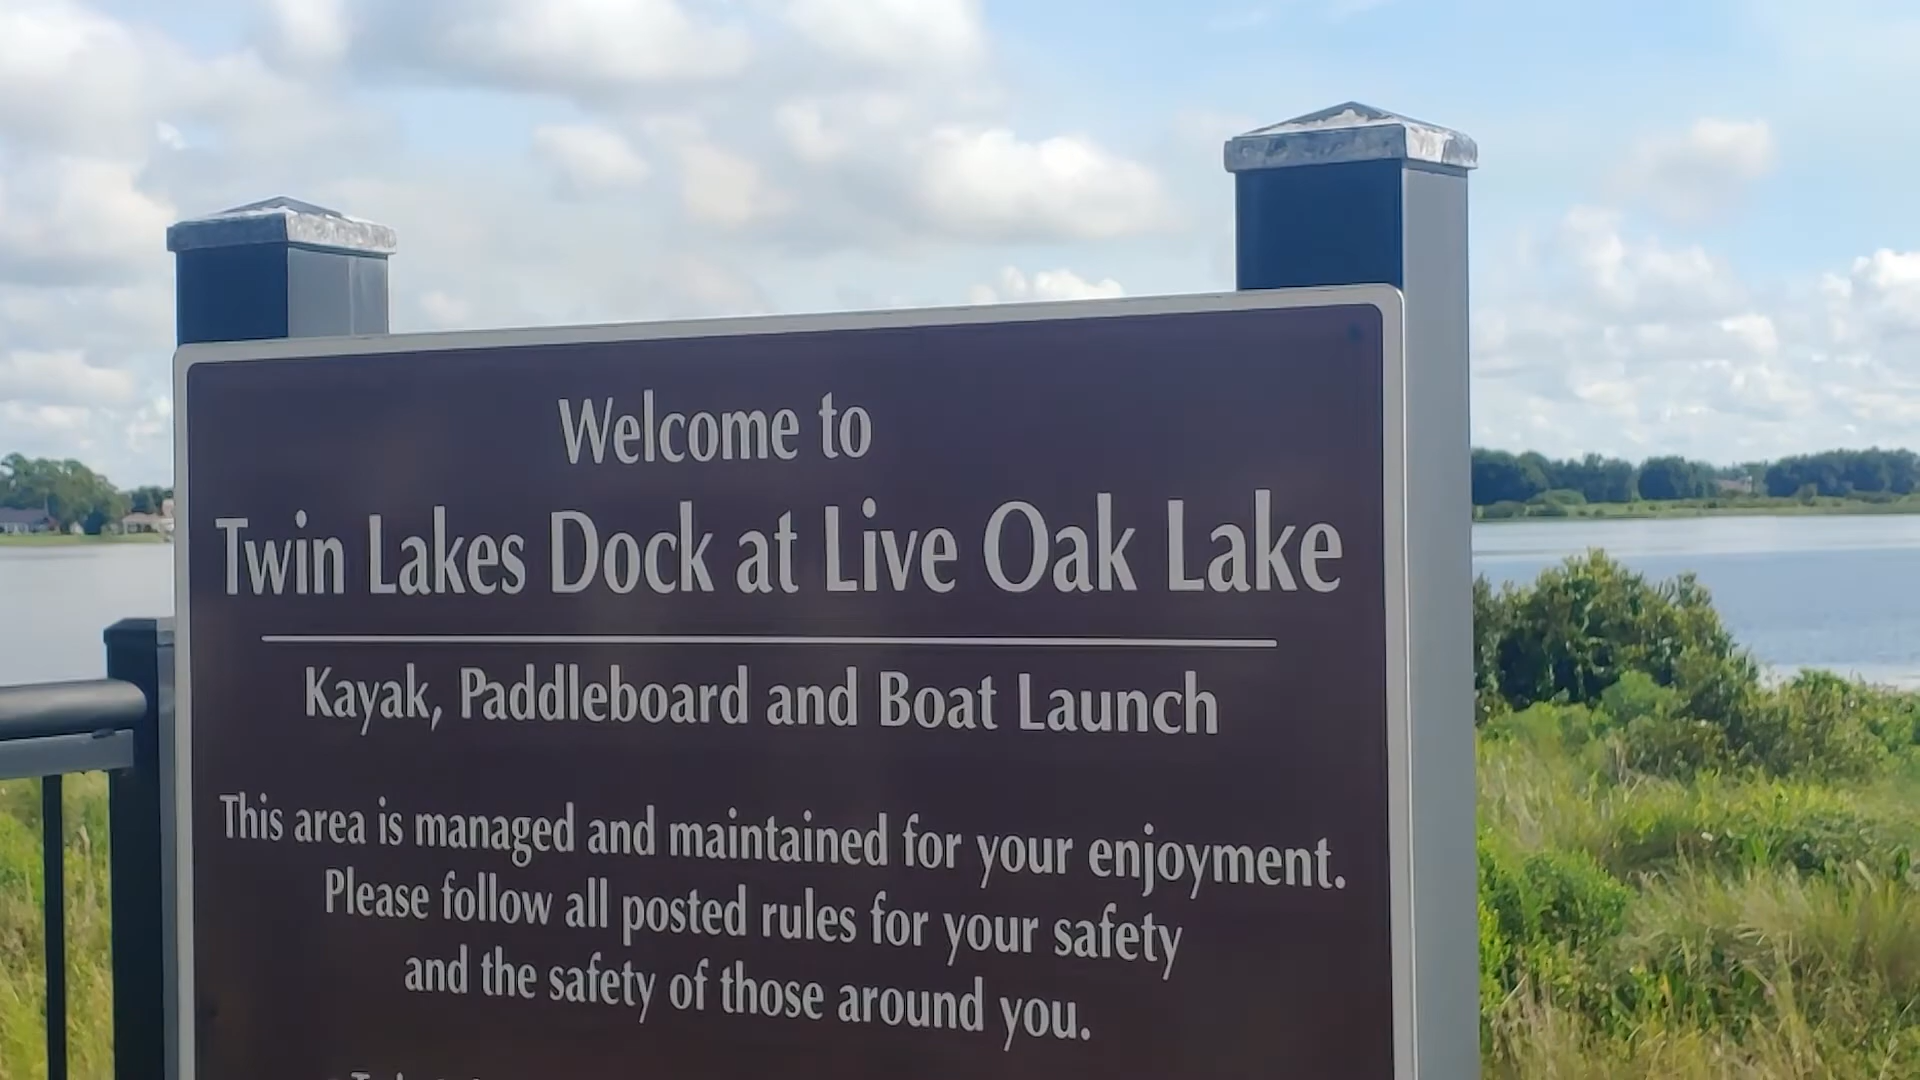 Welcome to
Twin Lakes Dock at Live Oak Lake
Kayak, Paddleboard and Boat Launch
This area is managed and maintained for your enjoyment.
Please follow all posted rules for your safety
and the safety of those around you.